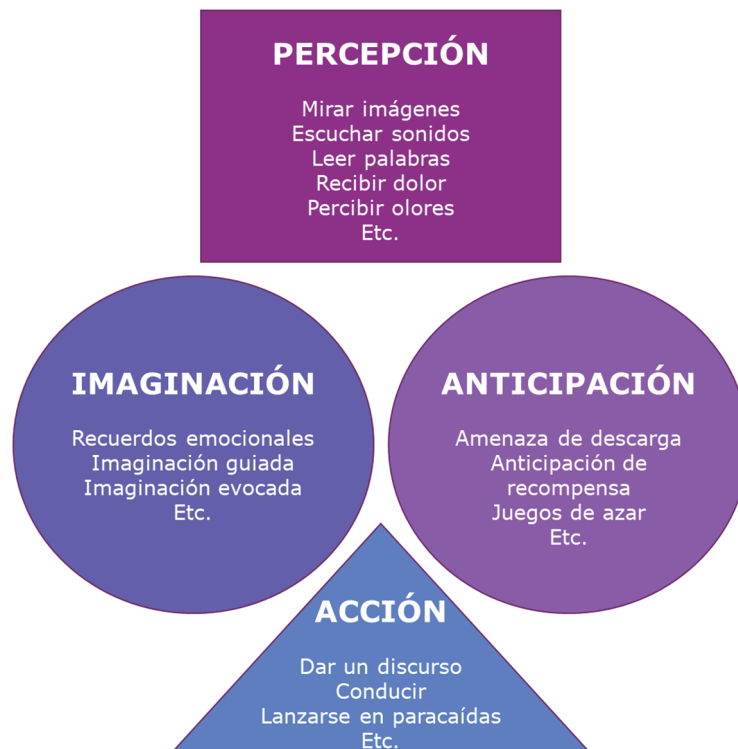 PERCEPCIÓN
Mirar imágenes
Escuchar sonidos
Leer palabras
Recibir dolor
Percibir olores
Etc.
IMAGINACIÓN
Recuerdos emocionales
Imaginación guiada
Imaginación evocada
Etc.
ANTICIPACIÓN
Amenaza de descarga
Anticipación de
recompensa
Juegos de azar
Etc.
ACCIÓN
Dar un discurso
Conducir
Lanzarse en paracaídas
Etc.